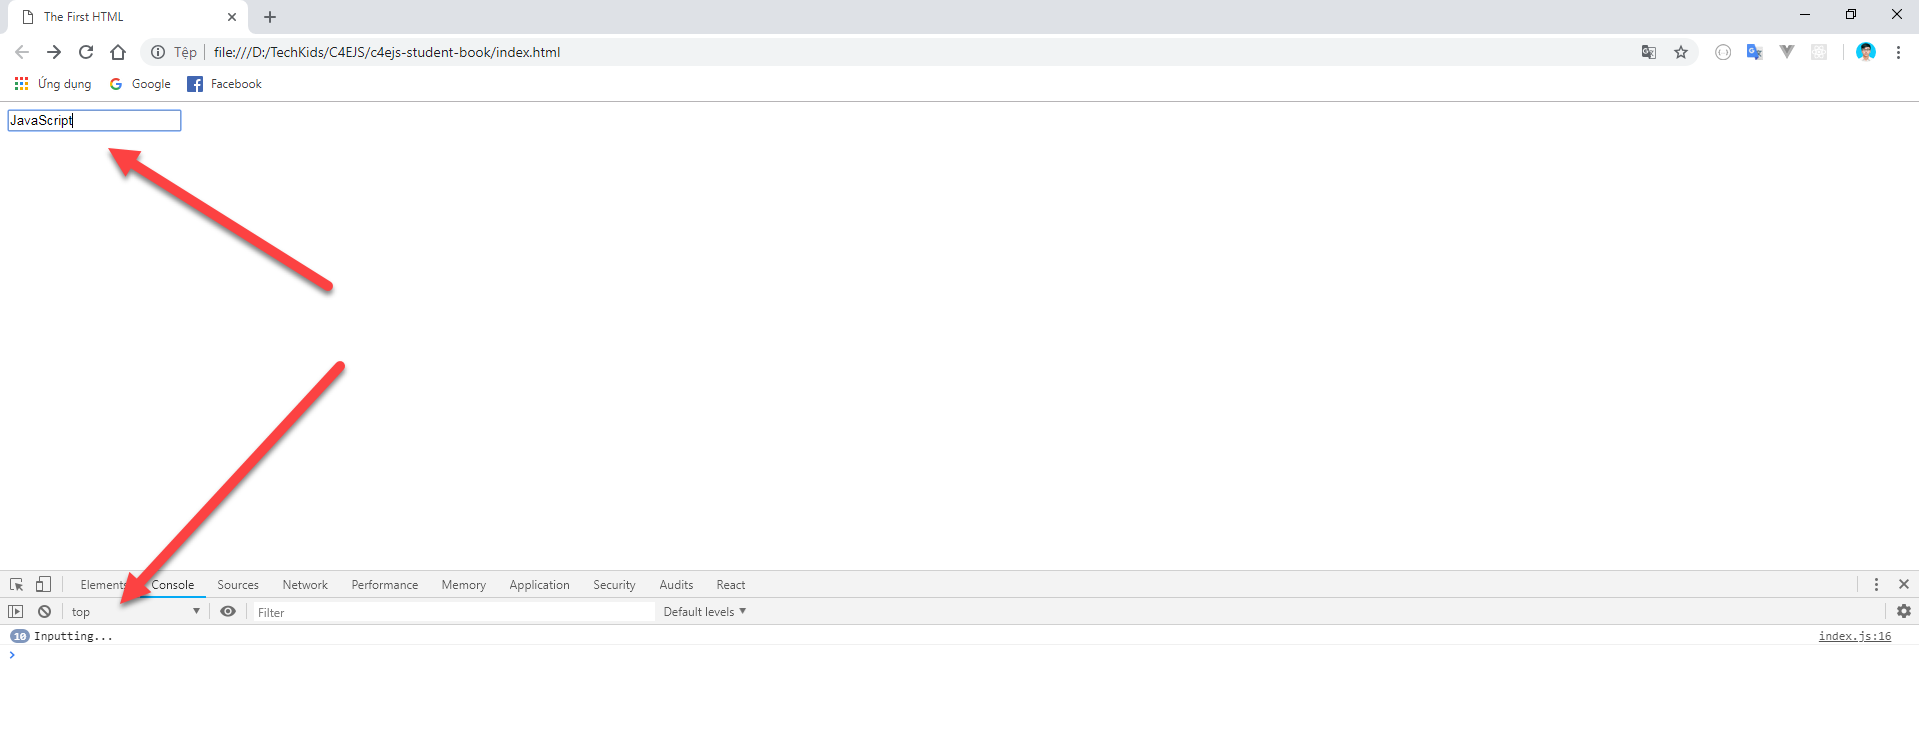 The First HTML
Tệp file:///D:/TechKids/C4EJS/c4ejs-student-book/index.html
Ứng dụng Google Facebook
JavaScript
Elements Console Sources Network Performance Memory Application Security Audits React
top Filter Default levels
10 Inputting... index.js:16